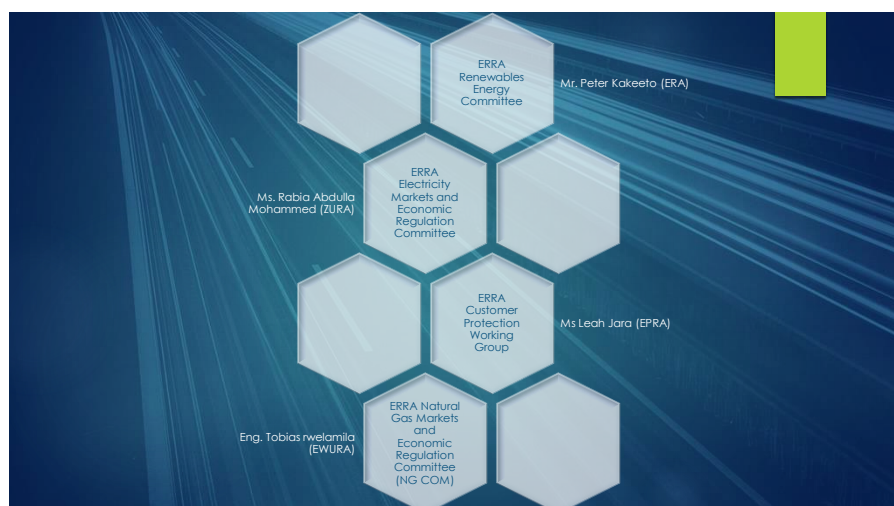 ERRA
Renewables
Energy
Committee
Mr. Peter Kakeeto (ERA)
Ms. Rabia Abdulla
Mohammed (ZURA)
ERRA
Electricity
Markets and
Economic
Regulation
Committee
ERRA
Customer
Protection
Working
Group
Ms Leah Jara (EPRA)
Eng. Tobias rwelamila
(EWURA)
ERRA Natural
Gas Markets
and
Economic
Regulation
Committee
(NG COM)